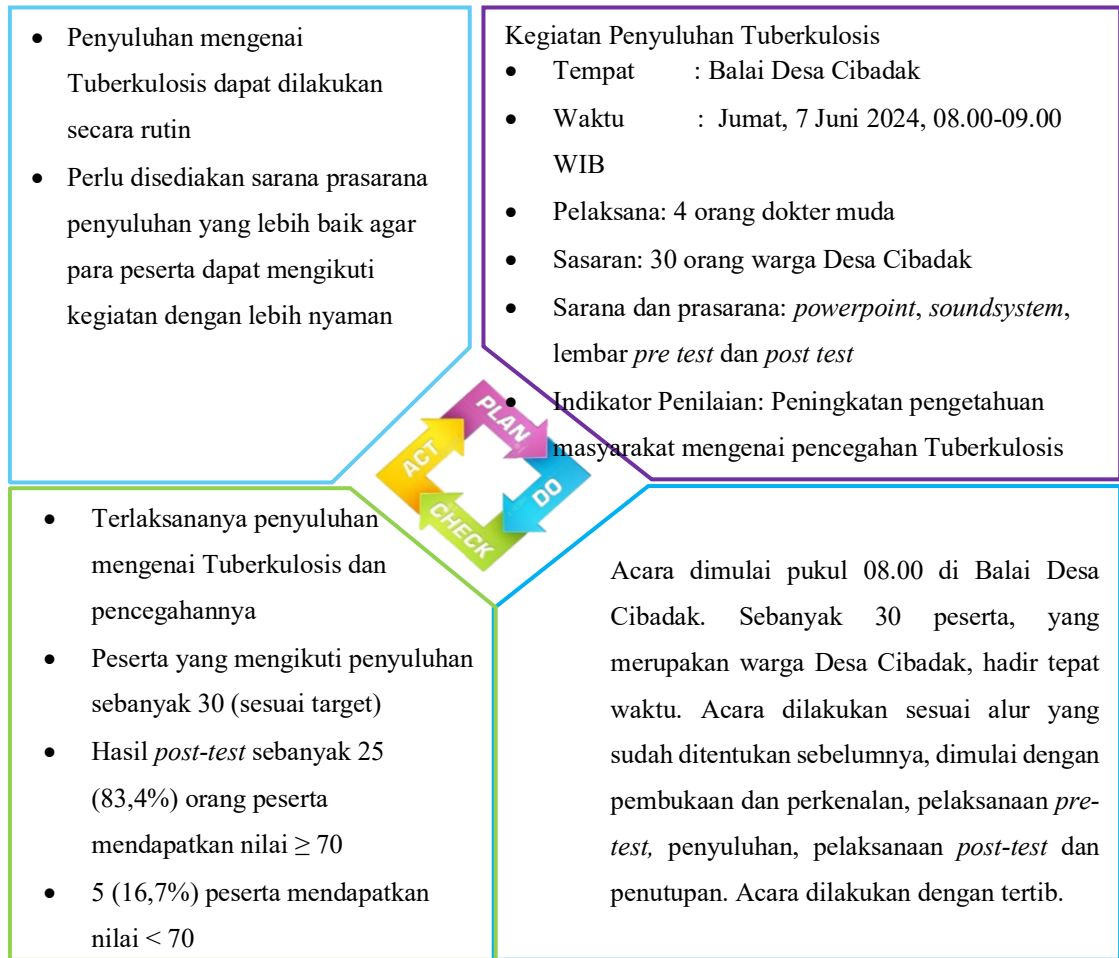 • Penyuluhan mengenai
Tuberkulosis dapat dilakukan
secara rutin
• Perlu disediakan sarana prasarana
penyuluhan yang lebih baik agar
para peserta dapat mengikuti
kegiatan dengan lebih nyaman
Kegiatan Penyuluhan Tuberkulosis
• Tempat : Balai Desa Cibadak
• Waktu : Jumat, 7 Juni 2024, 08.00-09.00
WIB
• Pelaksana: 4 orang dokter muda
• Sasaran: 30 orang warga Desa Cibadak
• Sarana dan prasarana: powerpoint, soundsystem,
lembar pre test dan post test
• Indikator Penilaian: Peningkatan pengetahuan
masyarakat mengenai pencegahan Tuberkulosis
PLAN
DO
CHECK
ACT
• Terlaksananya penyuluhan
mengenai Tuberkulosis dan
pencegahannya
• Peserta yang mengikuti penyuluhan
sebanyak 30 (sesuai target)
• Hasil post-test sebanyak 25
(83,4%) orang peserta
mendapatkan nilai ≥ 70
• 5 (16,7%) peserta mendapatkan
nilai < 70
Acara dimulai pukul 08.00 di Balai Desa
Cibadak. Sebanyak 30 peserta, yang
merupakan warga Desa Cibadak, hadir tepat
waktu. Acara dilakukan sesuai alur yang
sudah ditentukan sebelumnya, dimulai dengan
pembukaan dan perkenalan, pelaksanaan pre-
test, penyuluhan, pelaksanaan post-test dan
penutupan. Acara dilakukan dengan tertib.